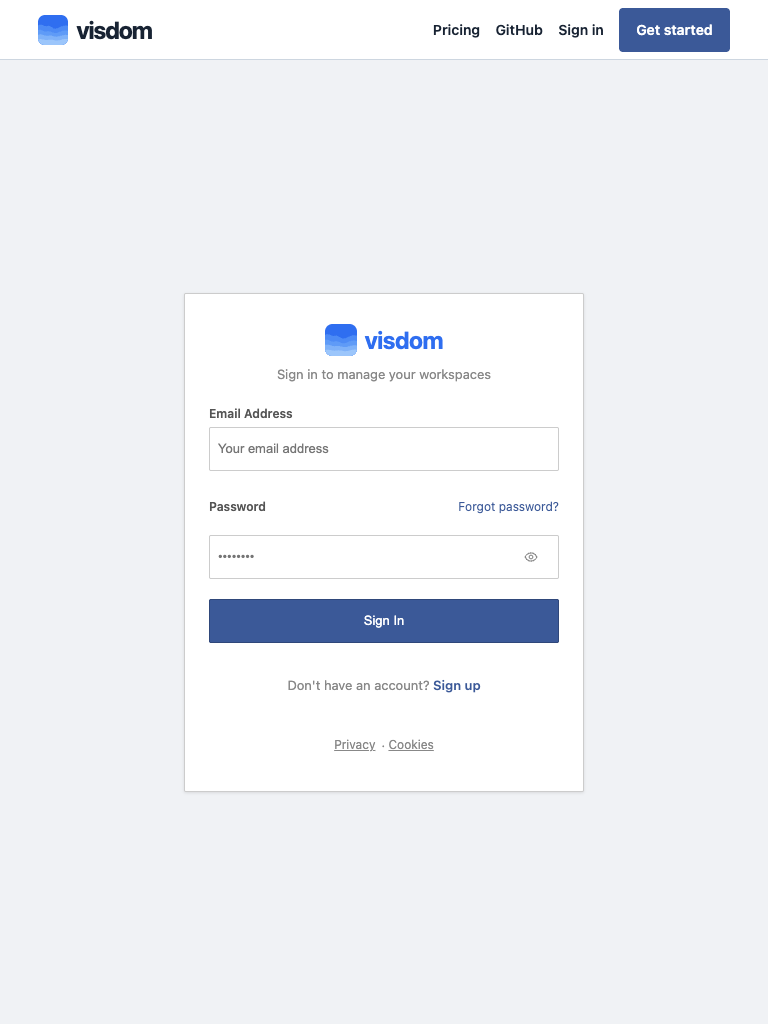 visdom
Pricing GitHub Sign in Get started
visdom
Sign in to manage your workspaces
Email Address
Your email address
Password Forgot password?
••••••••
Sign In
Don't have an account? Sign up
Privacy · Cookies